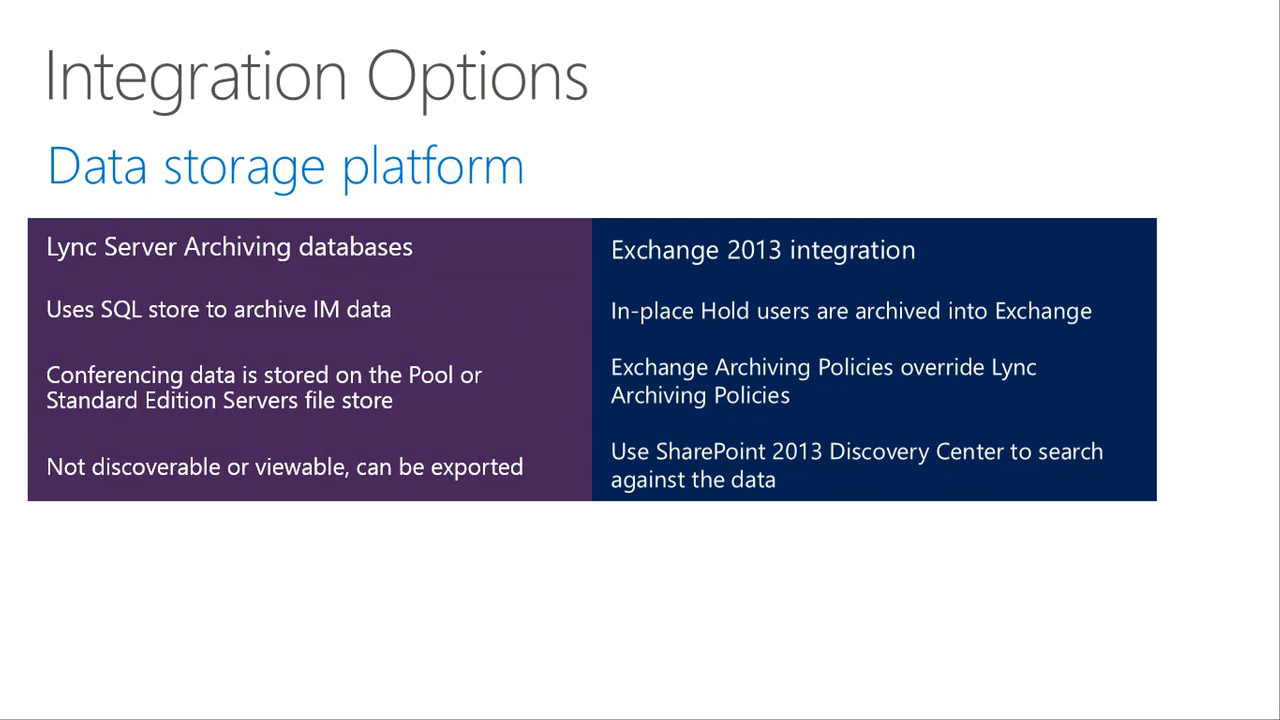 Integration Options
Data storage platform
Lync Server Archiving databases
Uses SQL store to archive IM data
Conferencing data is stored on the Pool or
Standard Edition Servers file store
Not discoverable or viewable, can be exported
Exchange 2013 integration
In-place Hold users are archived into Exchange
Exchange Archiving Policies override Lync
Archiving Policies
Use SharePoint 2013 Discovery Center to search
against the data